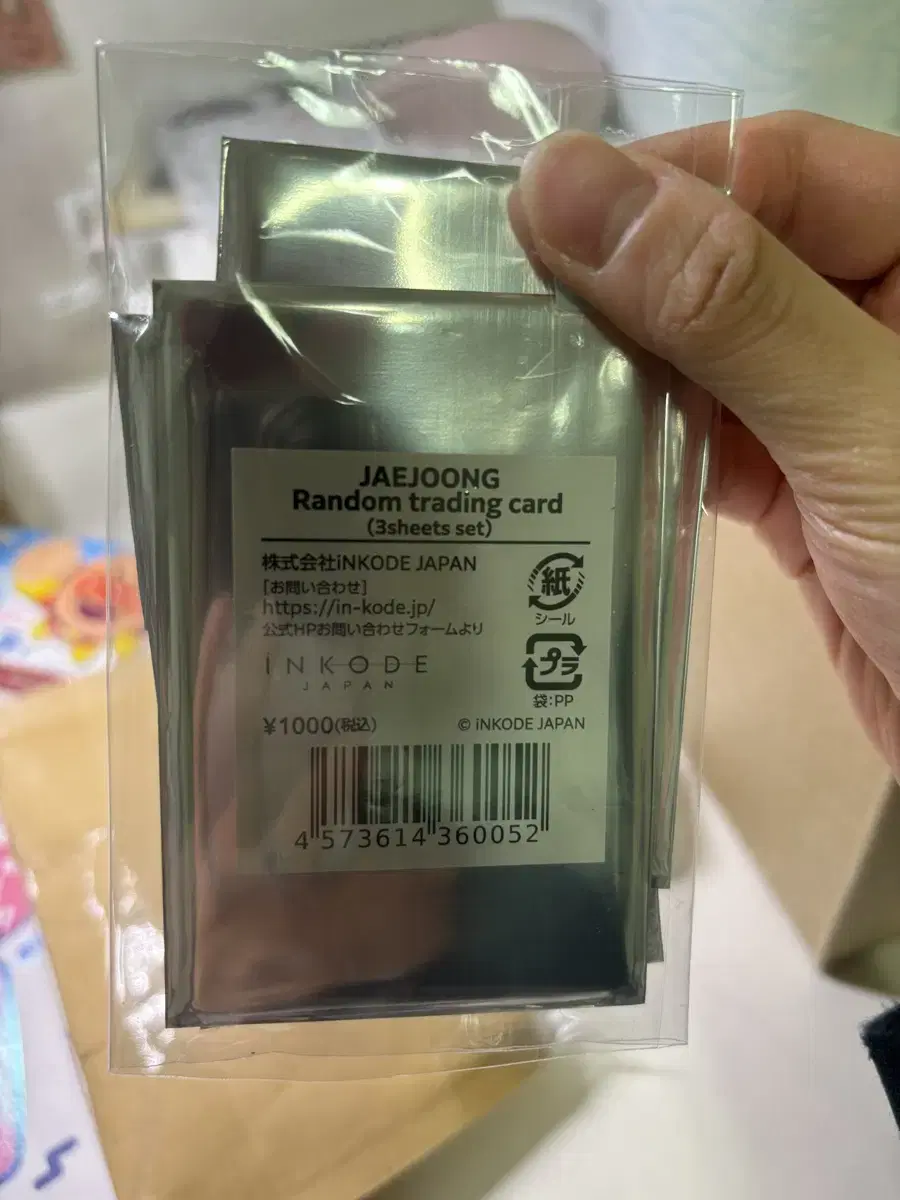 JAEJOONG
Random trading card
(3sheets set)
株式会社iNKODE JAPAN
[お問い合わせ]
https://in-kode.jp/
公式HPお問い合わせフォームより
紙
シール
プラ
袋:PP
iNKODE
JAPAN
¥1000(税込)
© iNKODE JAPAN
4 573614 360052